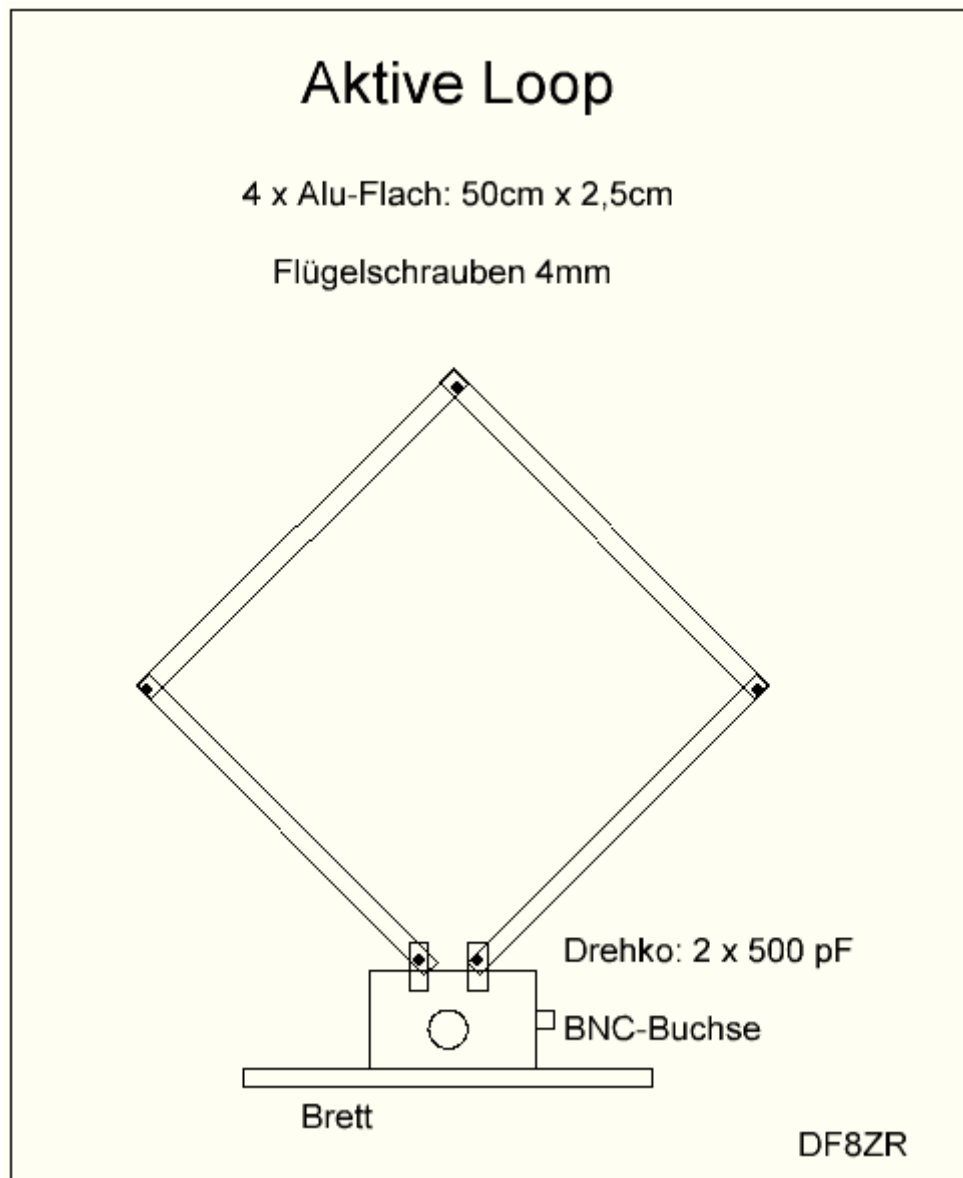 Aktive Loop
4 x Alu-Flach: 50cm x 2,5cm
Flügelschrauben 4mm
Drehko: 2 x 500 pF
BNC-Buchse
Brett
DF8ZR